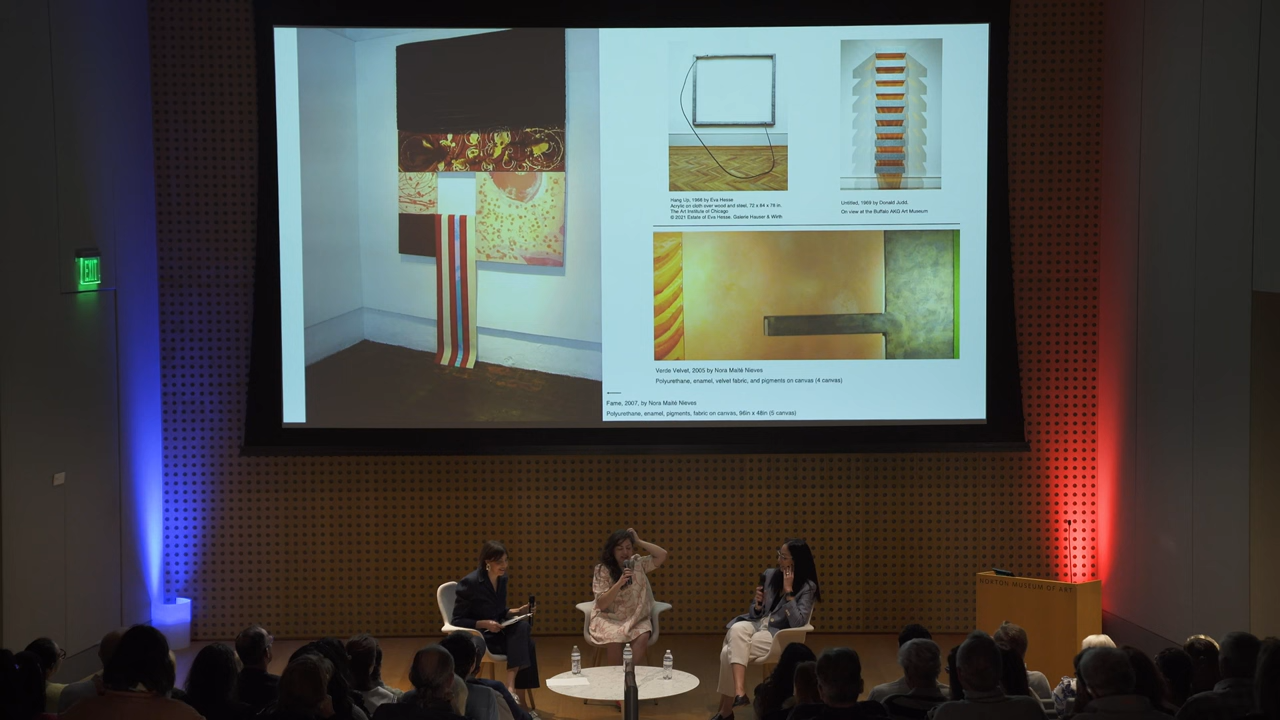 EXIT
Hang Up, 1966 by Eva Hesse
Acrylic on cloth over wood and steel, 72 x 84 x 78 in.
The Art Institute of Chicago
© 2021 Estate of Eva Hesse. Galerie Hauser & Wirth
Untitled, 1969 by Donald Judd.
On view at the Buffalo AKG Art Museum
Verde Velvet, 2005 by Nora Maité Nieves
Polyurethane, enamel, velvet fabric, and pigments on canvas (4 canvas)
Fame, 2007, by Nora Maité Nieves
Polyurethane, enamel, pigments, fabric on canvas, 96in x 48in (5 canvas)
NORTON MUSEUM OF ART